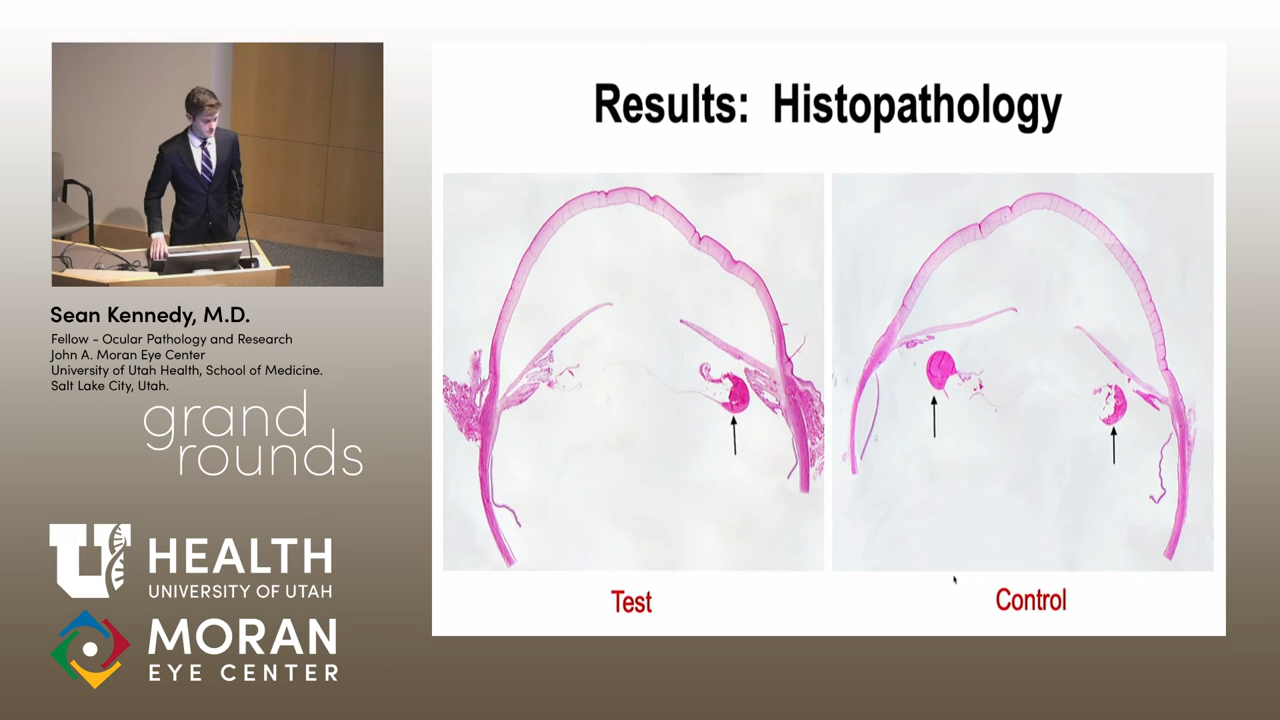 Results: Histopathology
Test
Control
Sean Kennedy, M.D.
Fellow - Ocular Pathology and Research
John A. Moran Eye Center
University of Utah Health, School of Medicine.
Salt Lake City, Utah.
grand
rounds
U HEALTH
UNIVERSITY OF UTAH
MORAN
EYE CENTER